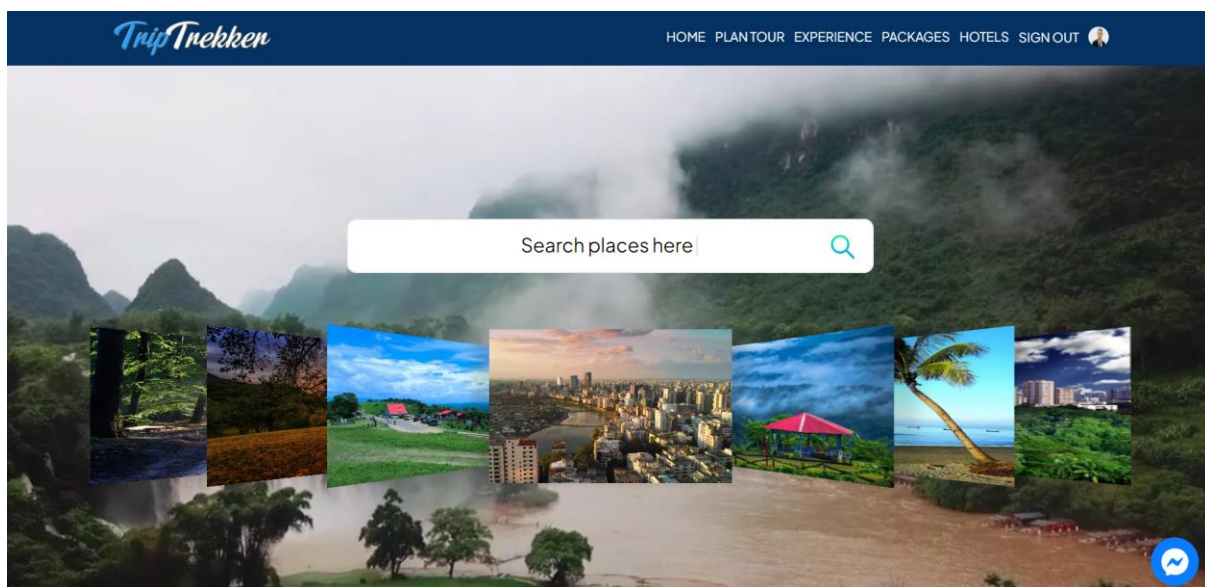 TripTrekker
HOME PLAN TOUR EXPERIENCE PACKAGES HOTELS SIGN OUT
Search places here